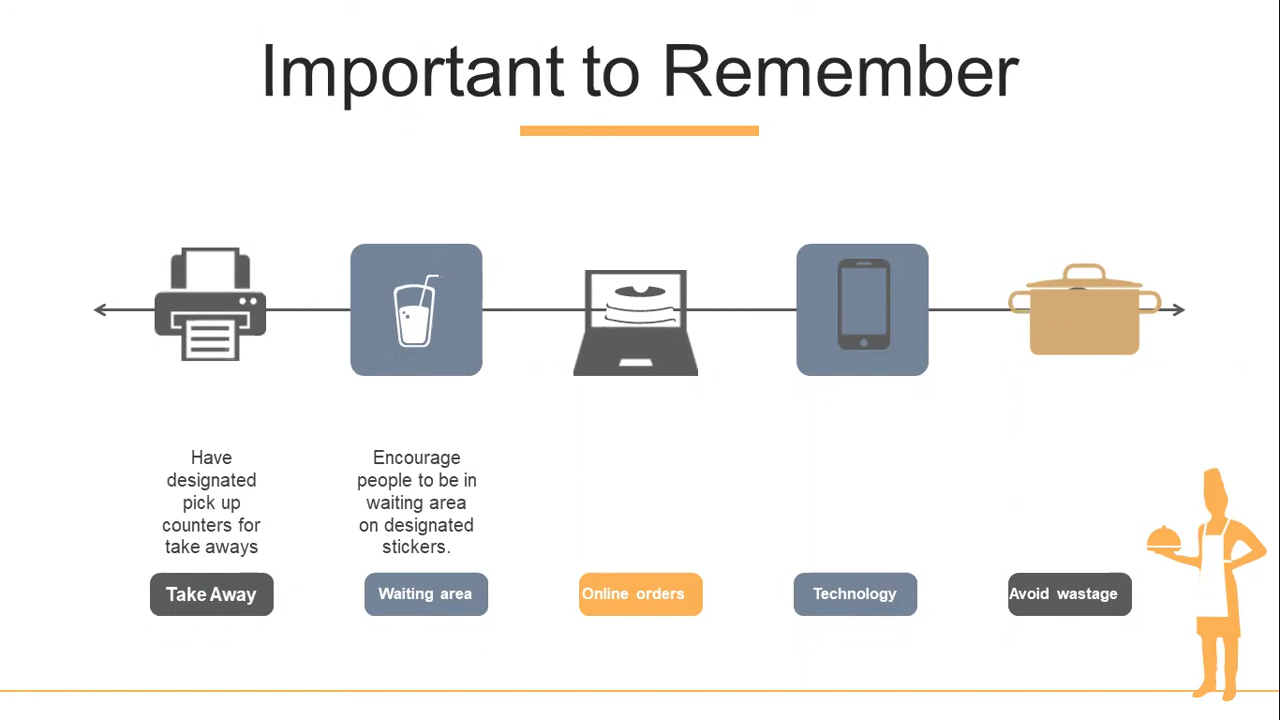 Important to Remember
Have
designated
pick up
counters for
take aways
Encourage
people to be in
waiting area
on designated
stickers.
Take Away
Waiting area
Online orders
Technology
Avoid wastage